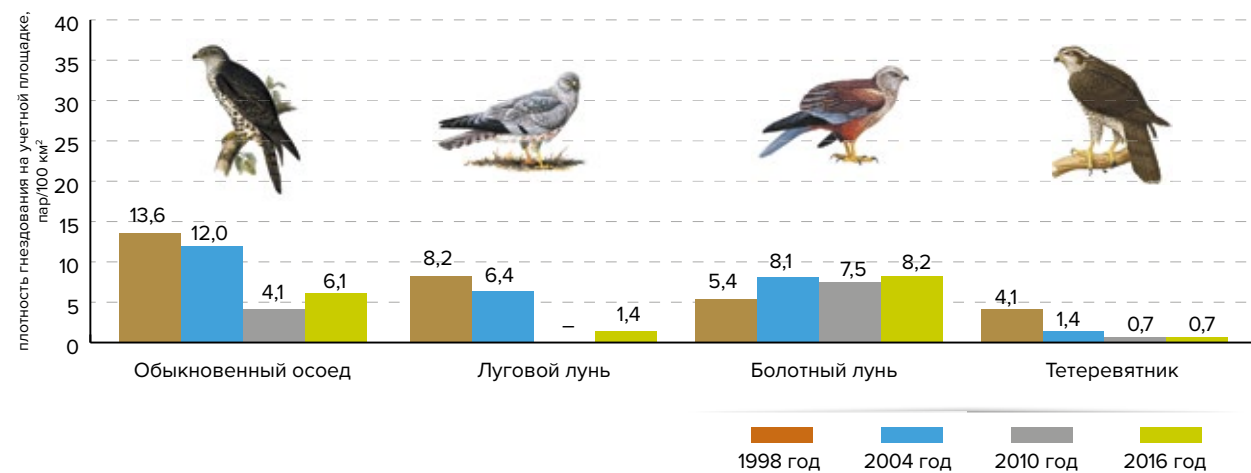 плотность гнездования на учетной площадке,
пар/100 км²
40
35
30
25
20
15
10
5
0
13,6
12,0
4,1
6,1
8,2
6,4
–
1,4
5,4
8,1
7,5
8,2
4,1
1,4
0,7
0,7
Обыкновенный осоед
Луговой лунь
Болотный лунь
Тетеревятник
1998 год
2004 год
2010 год
2016 год